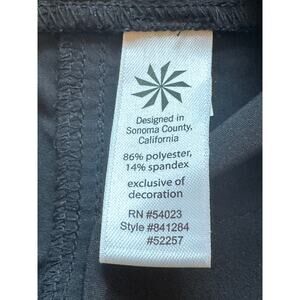 Designed in
Sonoma County,
California
86% polyester,
14% spandex
exclusive of
decoration
RN #54023
Style #841284
#52257